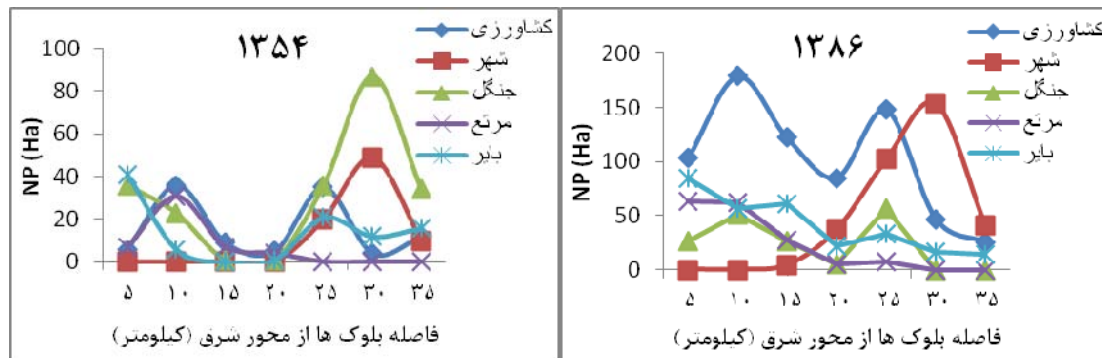 ۱۳۵۴
NP (Ha)
100
80
60
40
20
0
۵ ۱۰ ۱۵ ۲۰ ۲۵ ۳۰ ۳۵
فاصله بلوک ها از محور شرق (کیلومتر)
کشاورزی
شهر
جنگل
مرتع
بایر
۱۳۸۶
NP (Ha)
200
150
100
50
0
۵ ۱۰ ۱۵ ۲۰ ۲۵ ۳۰ ۳۵
فاصله بلوک ها از محور شرق (کیلومتر)
کشاورزی
شهر
جنگل
مرتع
بایر